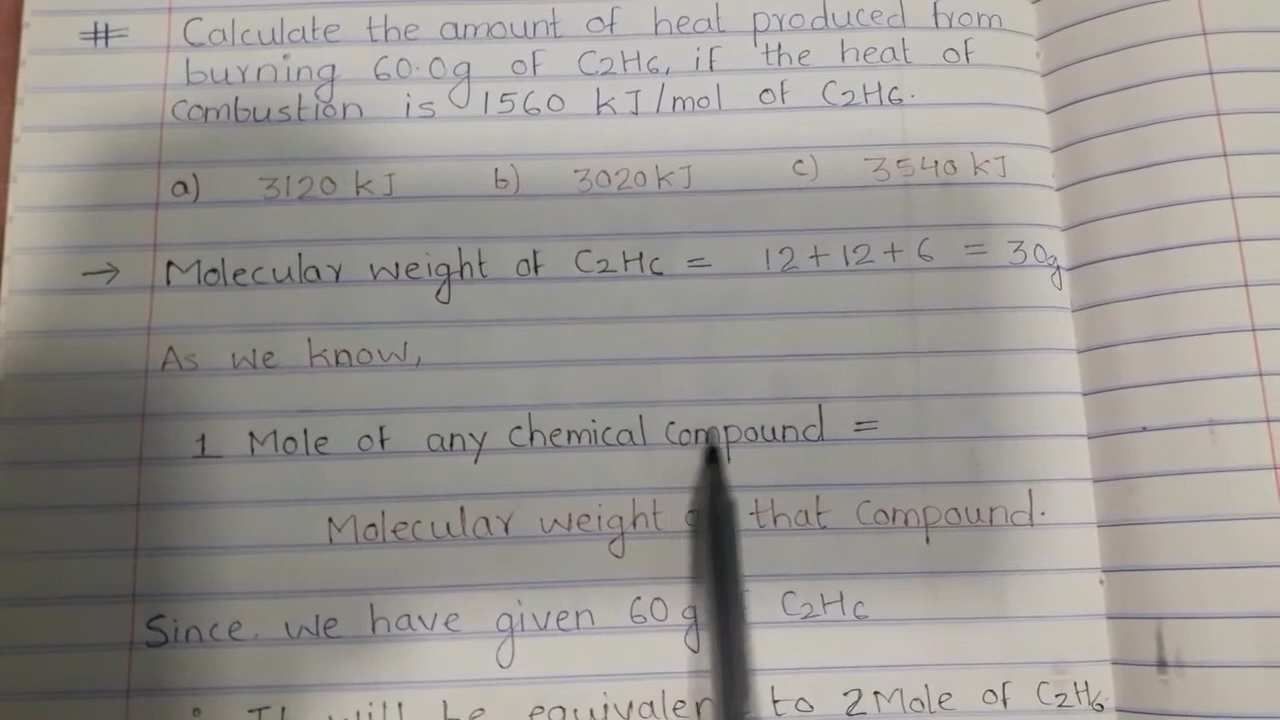 # Calculate the amount of heat produced from
burning 60.0g of C2H6, if the heat of
combustion is 1560 kJ/mol of C2H6.
a) 3120 kJ b) 3020 kJ c) 3540 kJ
→ Molecular weight of C2H6 = 12+12+6 = 30g
As we know,
1 Mole of any chemical compound =
Molecular weight that compound.
Since we have given 60 g C2H6
to 2 Mole of C2H6